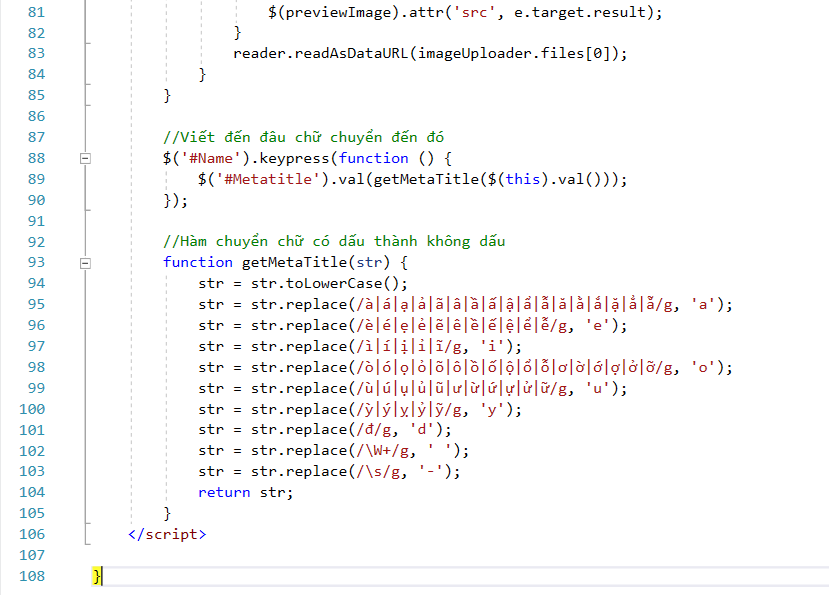 81 $(previewImage).attr('src', e.target.result);
82 }
83 reader.readAsDataURL(imageUploader.files[0]);
84 }
85 }
86
87 //Viết đến đâu chữ chuyển đến đó
88 $('#Name').keypress(function () {
89 $('#Metatitle').val(getMetaTitle($(this).val()));
90 });
91
92 //Hàm chuyển chữ có dấu thành không dấu
93 function getMetaTitle(str) {
94 str = str.toLowerCase();
95 str = str.replace(/à|á|ạ|ả|ã|â|ầ|ấ|ậ|ẩ|ẫ|ă|ằ|ắ|ặ|ẳ|ẵ/g, 'a');
96 str = str.replace(/è|é|ẹ|ẻ|ẽ|ê|ề|ế|ệ|ể|ễ/g, 'e');
97 str = str.replace(/ì|í|ị|ỉ|ĩ/g, 'i');
98 str = str.replace(/ò|ó|ọ|ỏ|õ|ô|ồ|ố|ộ|ổ|ỗ|ơ|ờ|ớ|ợ|ở|ỡ/g, 'o');
99 str = str.replace(/ù|ú|ụ|ủ|ũ|ư|ừ|ứ|ự|ử|ữ/g, 'u');
100 str = str.replace(/ỳ|ý|ỵ|ỷ|ỹ/g, 'y');
101 str = str.replace(/đ/g, 'd');
102 str = str.replace(/\W+/g, ' ');
103 str = str.replace(/\s/g, '-');
104 return str;
105 }
106 </script>
107
108 }